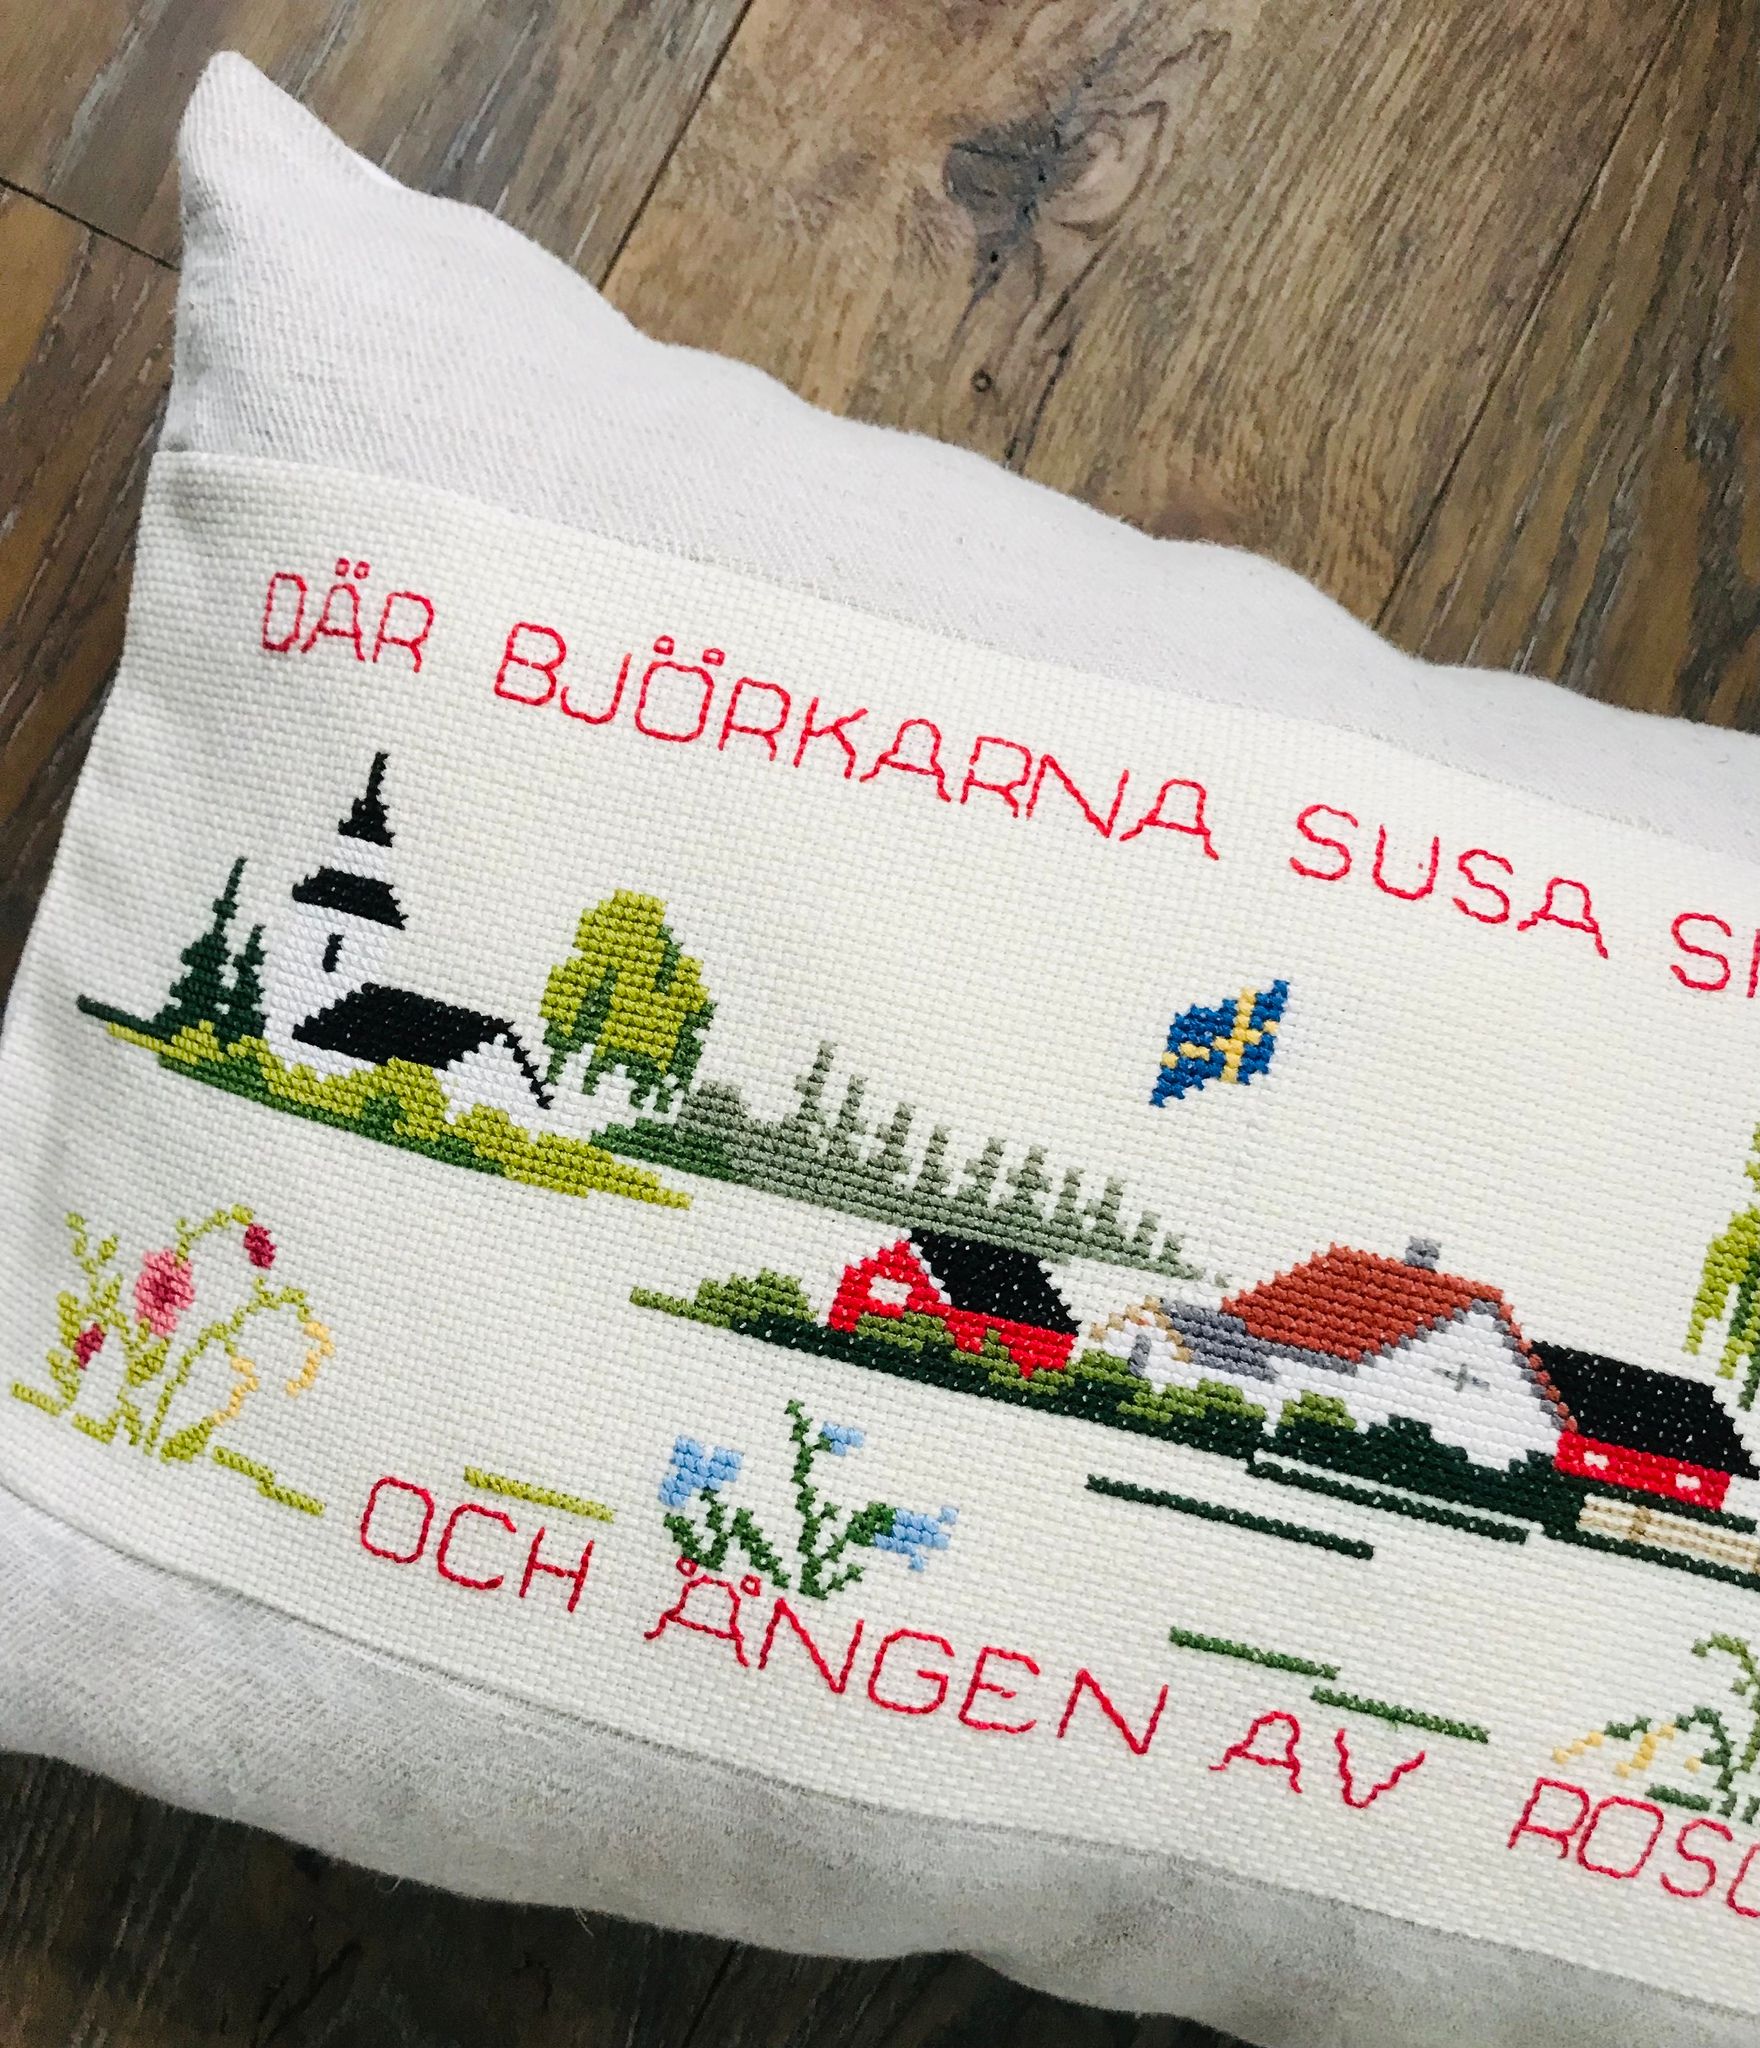 DÄR BJÖRKARNA SUSA
OCH ÄNGEN AV